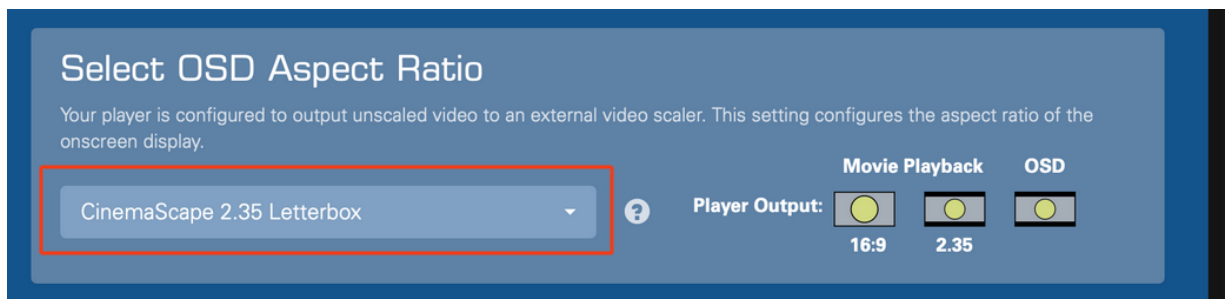 Select OSD Aspect Ratio
Your player is configured to output unscaled video to an external video scaler. This setting configures the aspect ratio of the
onscreen display.
Movie Playback OSD
CinemaScape 2.35 Letterbox ? Player Output:
16:9 2.35